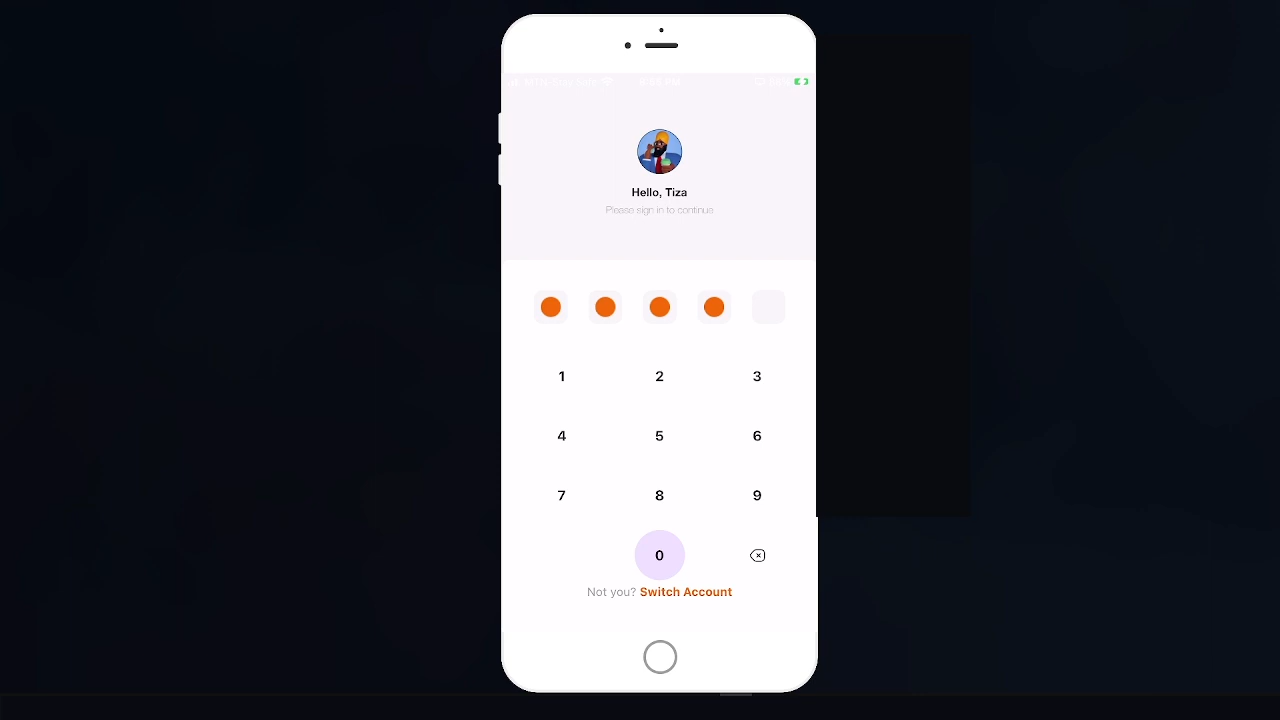 Hello, Tiza
Please sign in to continue
1 2 3
4 5 6
7 8 9
0
Not you? Switch Account